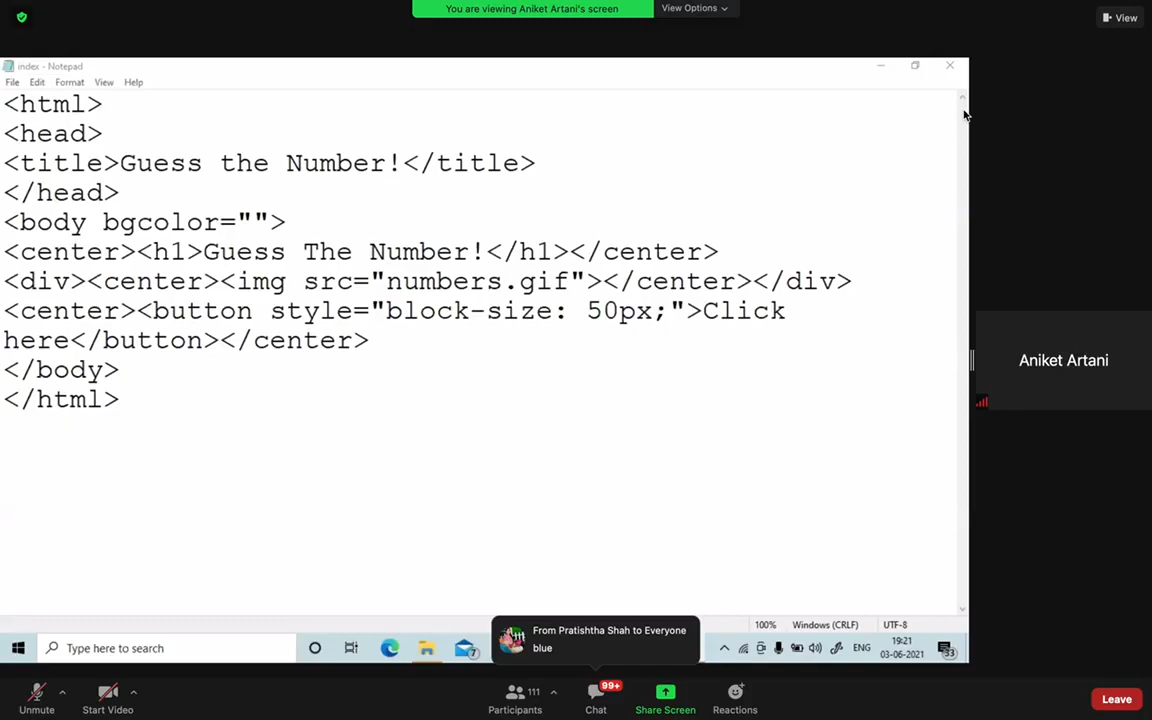 You are viewing Aniket Artani's screen
View Options
View
index - Notepad
File Edit Format View Help
<html>
<head>
<title>Guess the Number!</title>
</head>
<body bgcolor="">
<center><h1>Guess The Number!</h1></center>
<div><center><img src="numbers.gif"></center></div>
<center><button style="block-size: 50px;">Click
here</button></center>
</body>
</html>
Aniket Artani
100% Windows (CRLF) UTF-8
From Pratishtha Shah to Everyone
blue
Type here to search
7
ENG
19:21
03-06-2021
33
99+
111
Unmute
Start Video
Participants
Chat
Share Screen
Reactions
Leave